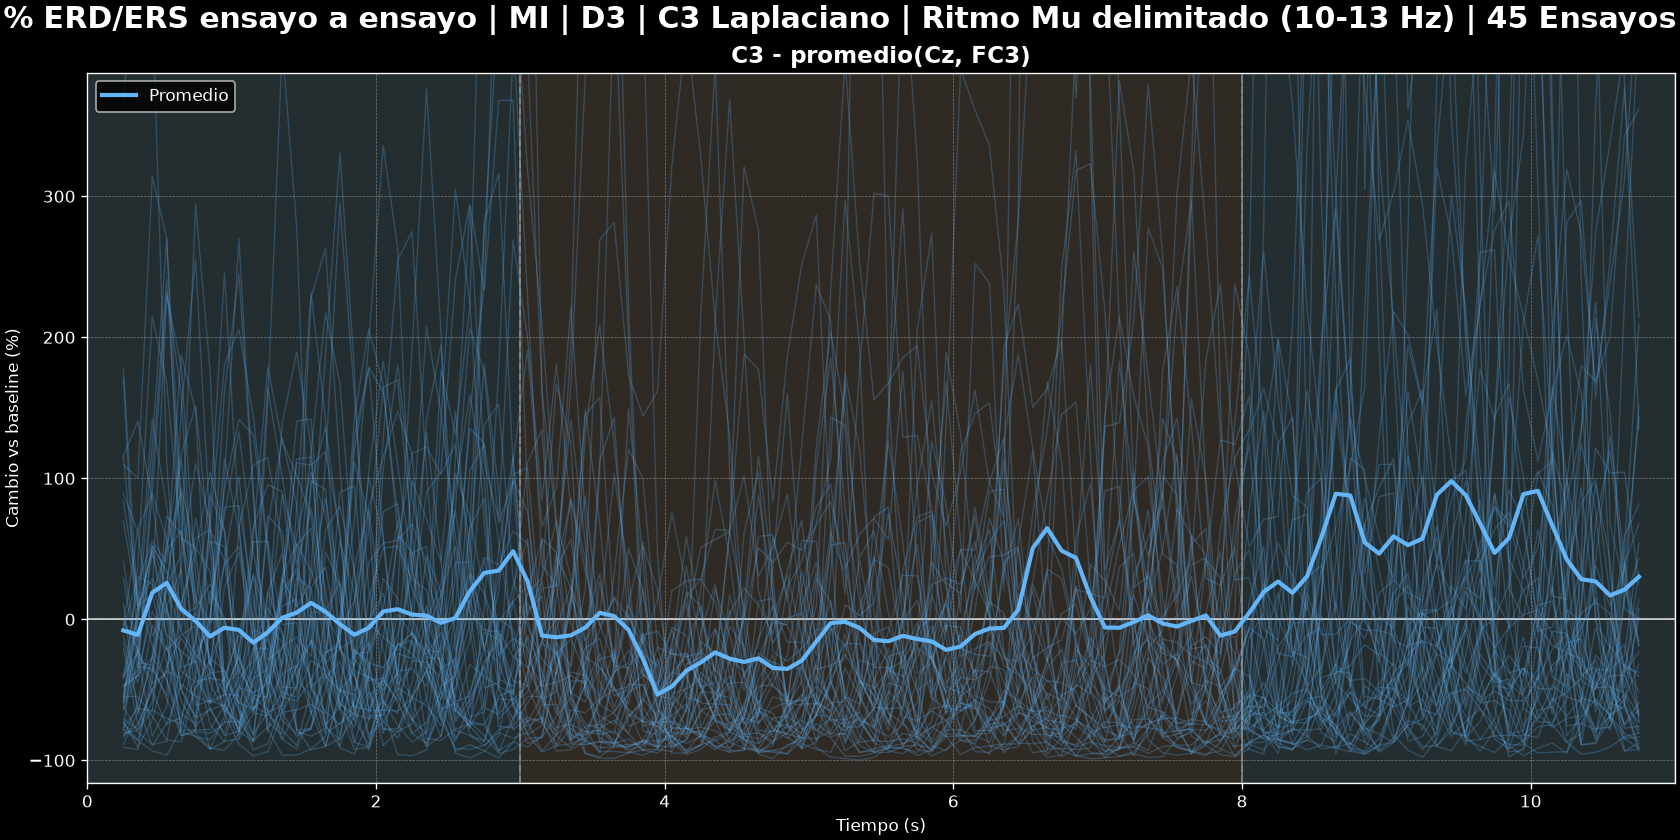 % ERD/ERS ensayo a ensayo | MI | D3 | C3 Laplaciano | Ritmo Mu delimitado (10-13 Hz) | 45 Ensayos
C3 - promedio(Cz, FC3)
Promedio
Cambio vs baseline (%)
300
200
100
0
−100
0
2
4
6
8
10
Tiempo (s)